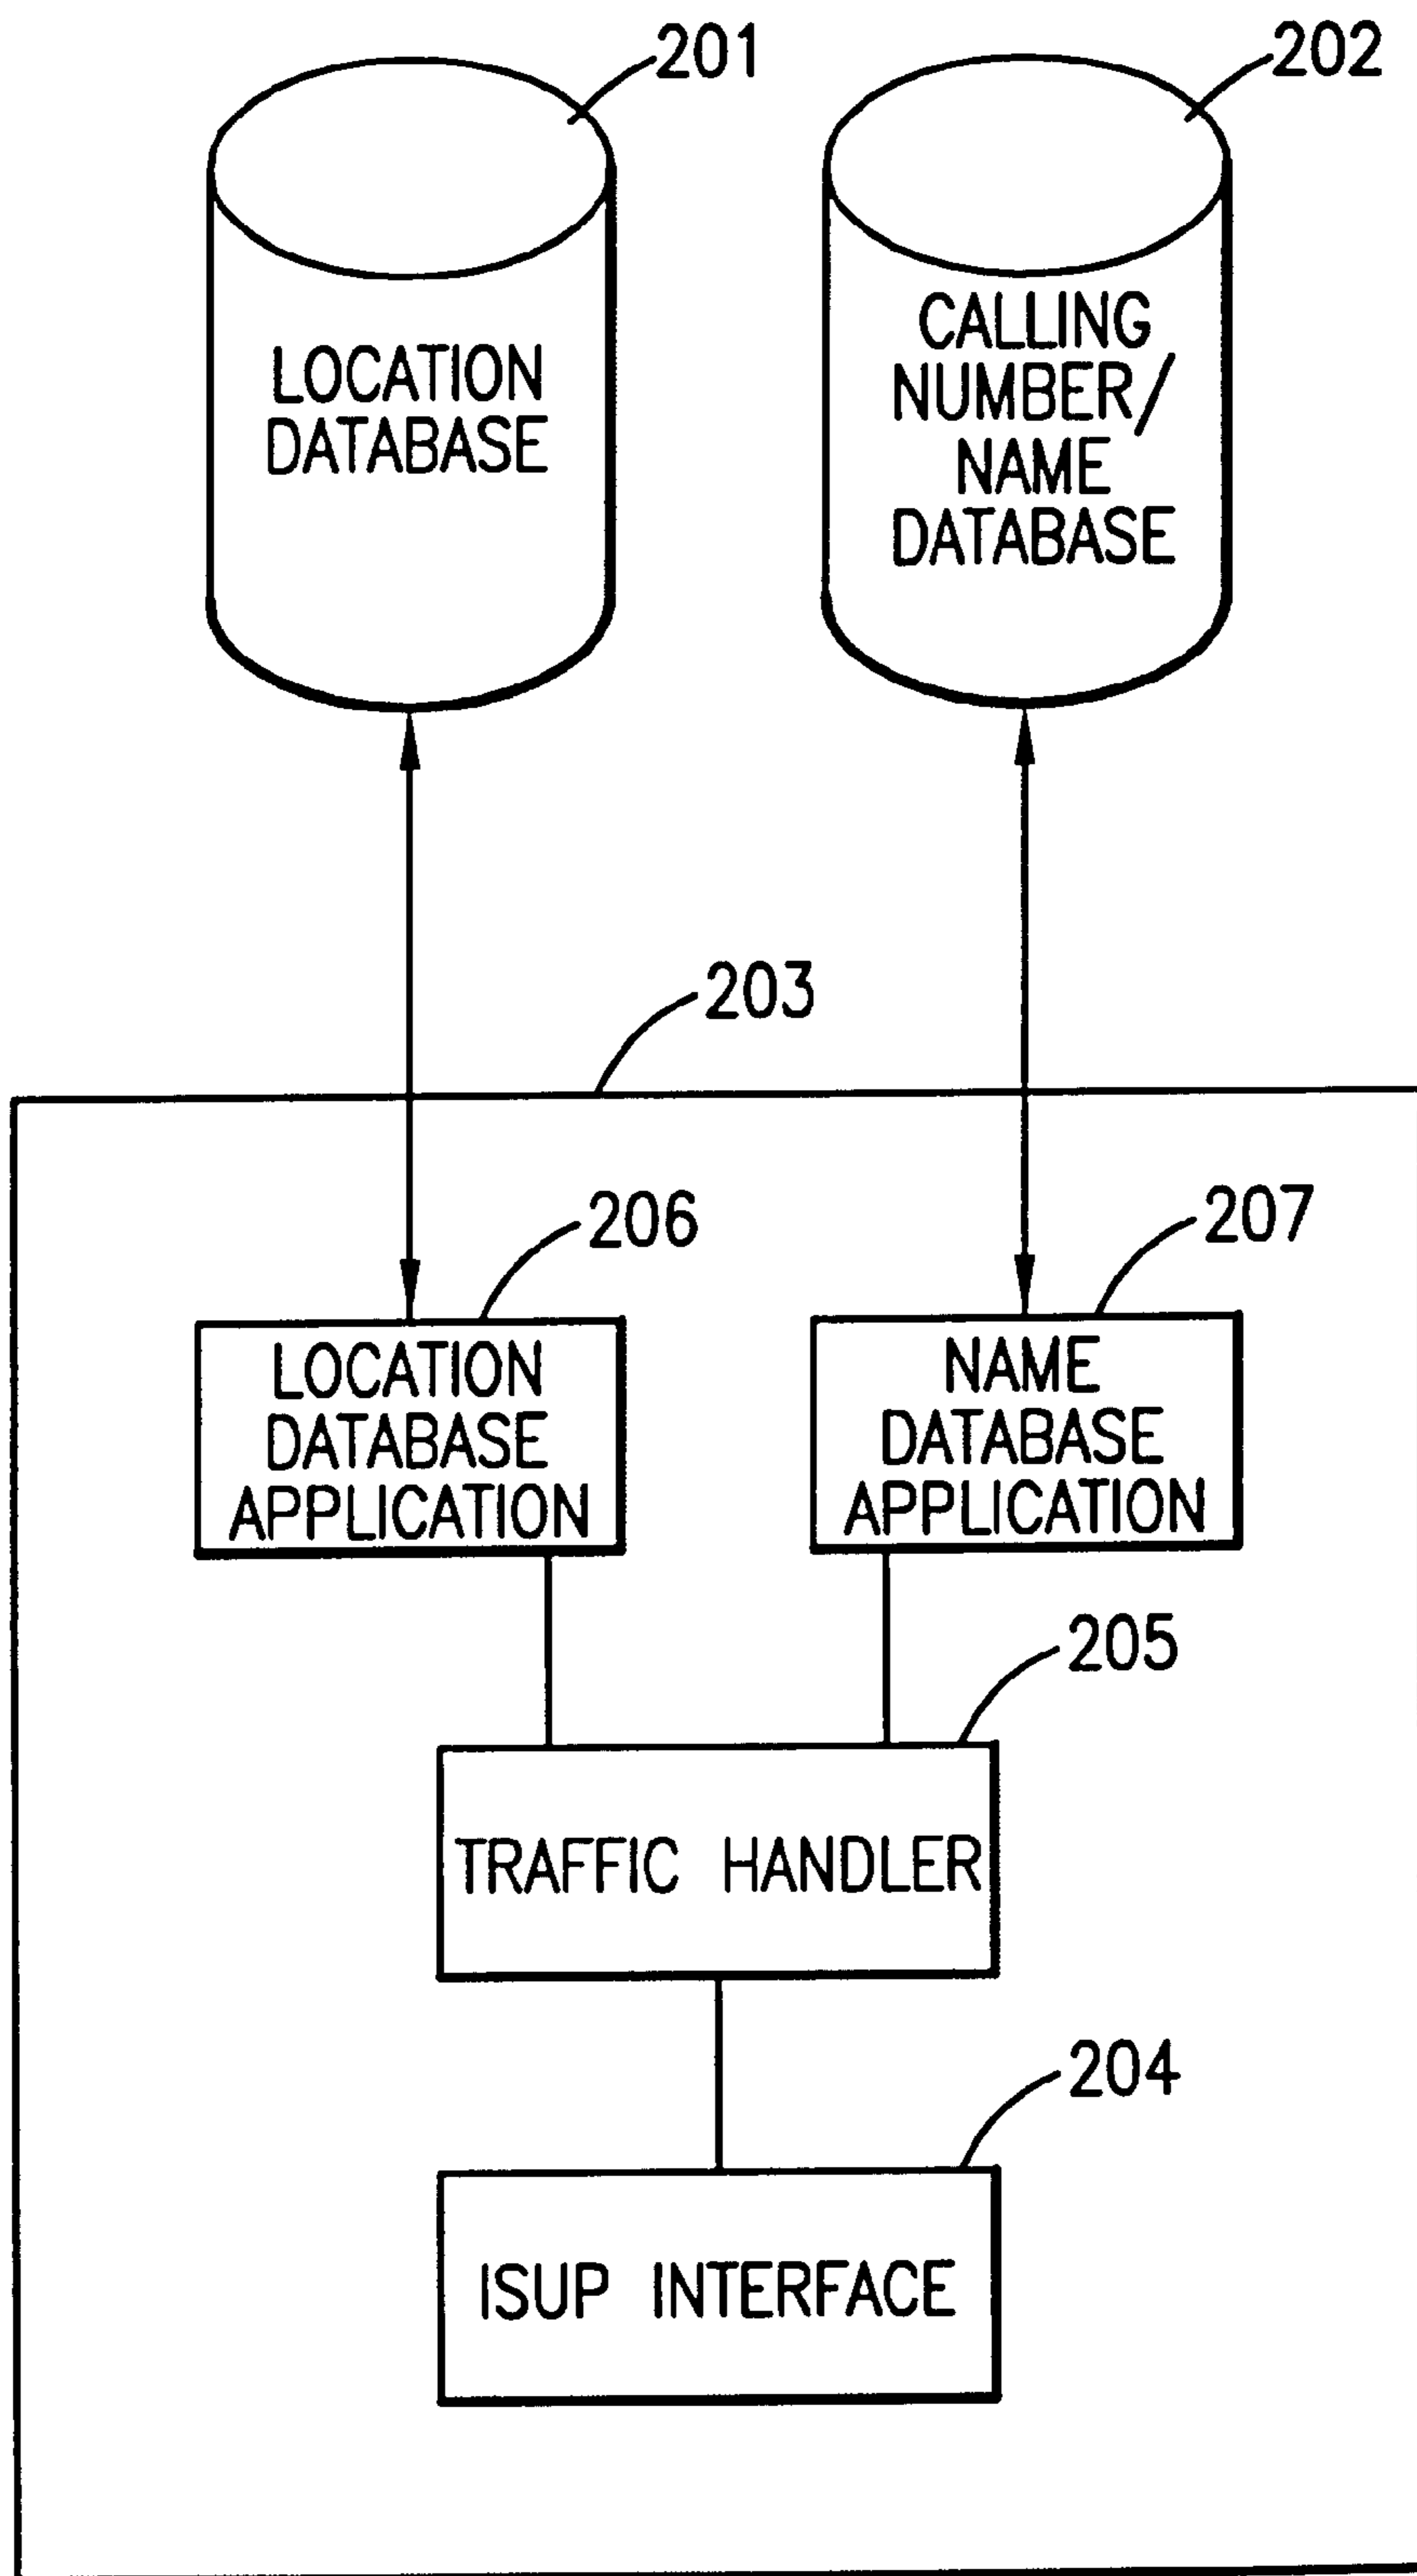 201
202
LOCATION
DATABASE
CALLING
NUMBER/
NAME
DATABASE
203
206
207
LOCATION
DATABASE
APPLICATION
NAME
DATABASE
APPLICATION
205
TRAFFIC HANDLER
204
ISUP INTERFACE